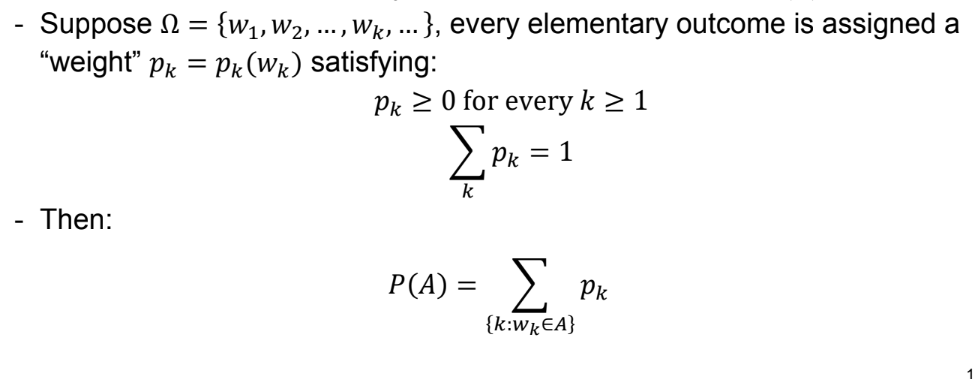 - Suppose Ω = {w₁, w₂, ... , wₖ, ... }, every elementary outcome is assigned a
“weight” pₖ = pₖ(wₖ) satisfying:
pₖ ≥ 0 for every k ≥ 1
∑ₖ pₖ = 1
- Then:
P(A) = ∑_{k:wₖ∈A} pₖ
1